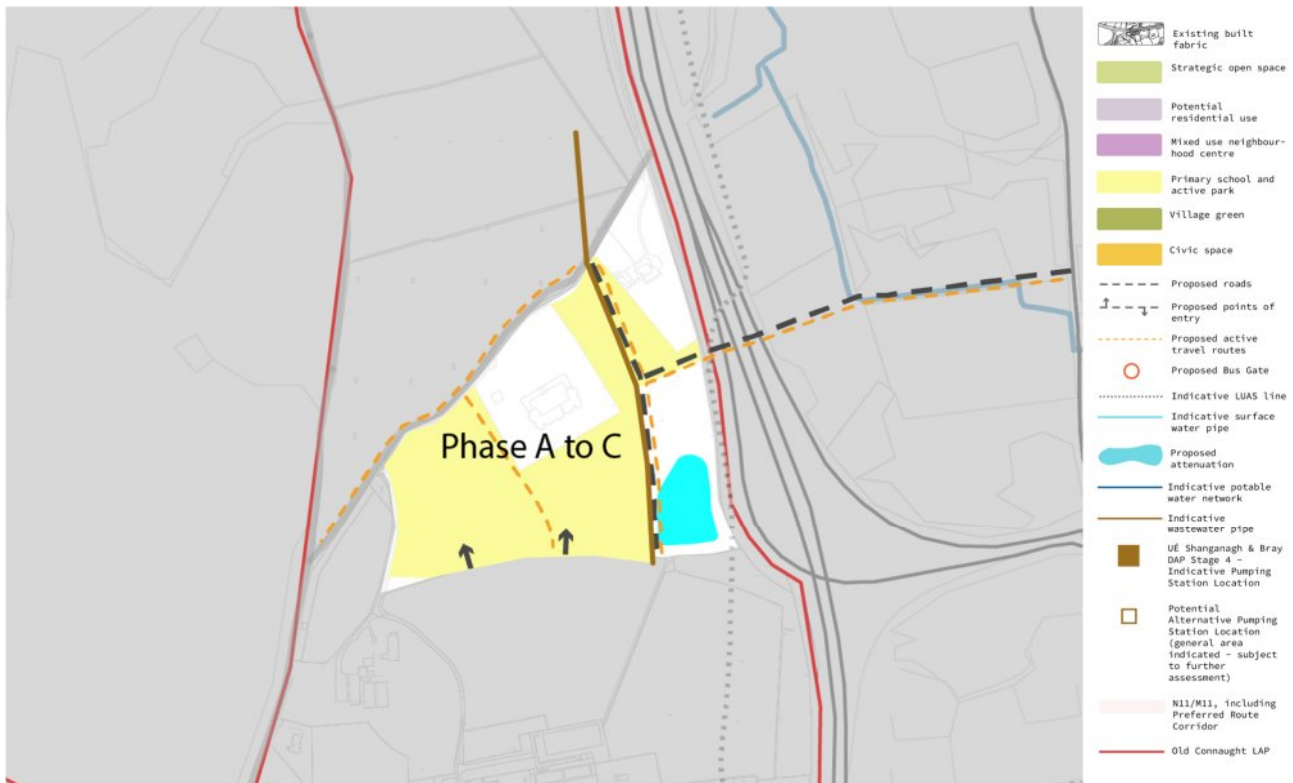 Phase A to C
Existing built
fabric
Strategic open space
Potential
residential use
Mixed use neighbour-
hood centre
Primary school and
active park
Village green
Civic space
Proposed roads
Proposed points of
entry
Proposed active
travel routes
Proposed Bus Gate
Indicative LUAS line
Indicative surface
water pipe
Proposed
attenuation
Indicative potable
water network
Indicative
wastewater pipe
UÉ Shanganagh & Bray
DAP Stage 4 –
Indicative Pumping
Station Location
Potential
Alternative Pumping
Station Location
(general area
indicated – subject
to further
assessment)
N11/M11, including
Preferred Route
Corridor
Old Connaught LAP